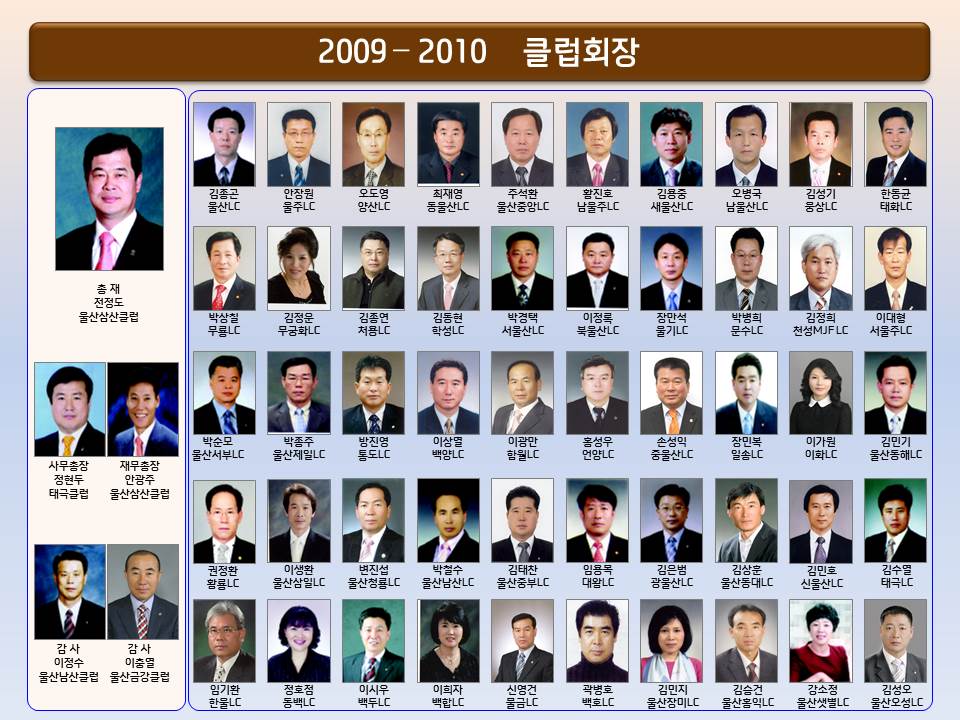 2009 – 2010 클럽회장
총 재
전정도
울산삼산클럽
사무총장
정현두
태극클럽
재무총장
안광주
울산삼산클럽
감 사
이정수
울산남산클럽
감 사
이충열
울산금강클럽
김종곤 안장원 오도영 최재영 주석환 황진호 김용중 오병국 김성기 한동균
울산LC 울주LC 양산LC 동울산LC 울산중앙LC 남울주LC 새울산LC 남울산LC 웅상LC 태화LC
박상칠 김정운 김종연 김동현 박경택 이정록 장만석 박병희 김정희 이대형
무룡LC 무궁화LC 처용LC 학성LC 서울산LC 북울산LC 울기LC 문수LC 천성MJF LC 서울주LC
박순모 박종주 방진영 이상열 이광만 홍성우 손성익 장민복 이가원 김민기
울산서부LC 울산제일LC 통도LC 백양LC 함월LC 언양LC 중울산LC 일송LC 이화LC 울산동해LC
권정환 이생환 변진섭 박철수 김태찬 임용목 김은범 김상훈 김민호 김수열
황룡LC 울산삼일LC 울산청룡LC 울산남산LC 울산중부LC 대왕LC 광울산LC 울산동대LC 신울산LC 태극LC
임기환 정호점 이시우 이희자 신영건 곽병호 김민지 김승건 강소정 김성오
한울LC 동백LC 백두LC 백합LC 물금LC 백호LC 울산장미LC 울산홍익LC 울산샛별LC 울산오성LC